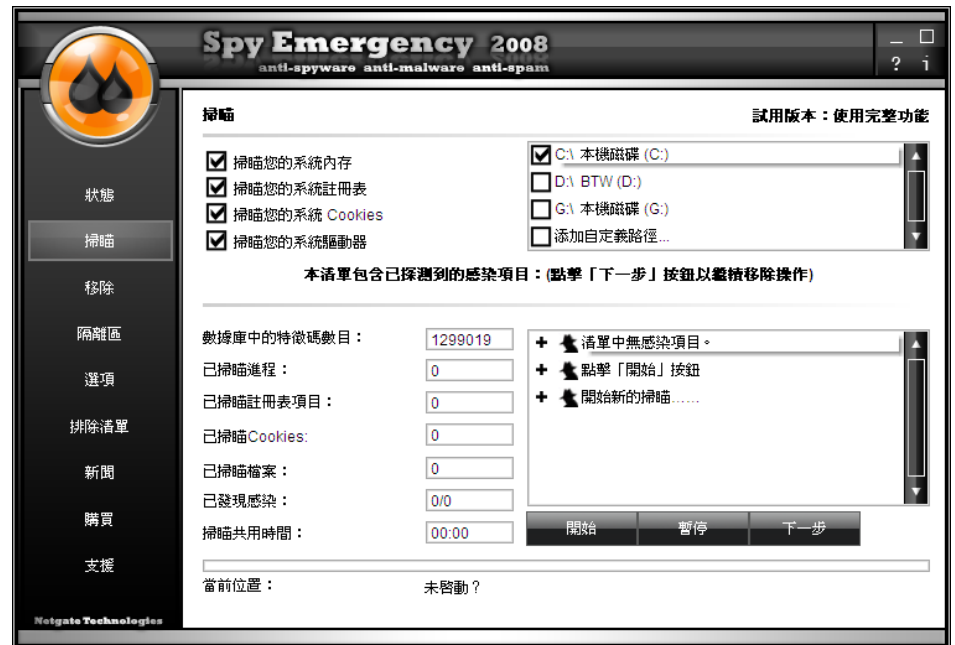 Spy Emergency 2008
anti-spyware anti-malware anti-spam
? i
掃瞄
試用版本：使用完整功能
狀態
掃瞄
移除
隔離區
選項
排除清單
新聞
購買
支援
Netgate Technologies
掃瞄您的系統內存
掃瞄您的系統註冊表
掃瞄您的系統 Cookies
掃瞄您的系統驅動器
C:\ 本機磁碟 (C:)
D:\ BTW (D:)
G:\ 本機磁碟 (G:)
添加自定義路徑...
本清單包含已探測到的感染項目：(點擊「下一步」按鈕以繼續移除操作)
數據庫中的特徵碼數目： 1299019
已掃瞄進程： 0
已掃瞄註冊表項目： 0
已掃瞄Cookies: 0
已掃瞄檔案： 0
已發現感染： 0/0
掃瞄共用時間： 00:00
清單中無感染項目。
點擊「開始」按鈕
開始新的掃瞄……
開始
暫停
下一步
當前位置： 未啓動？